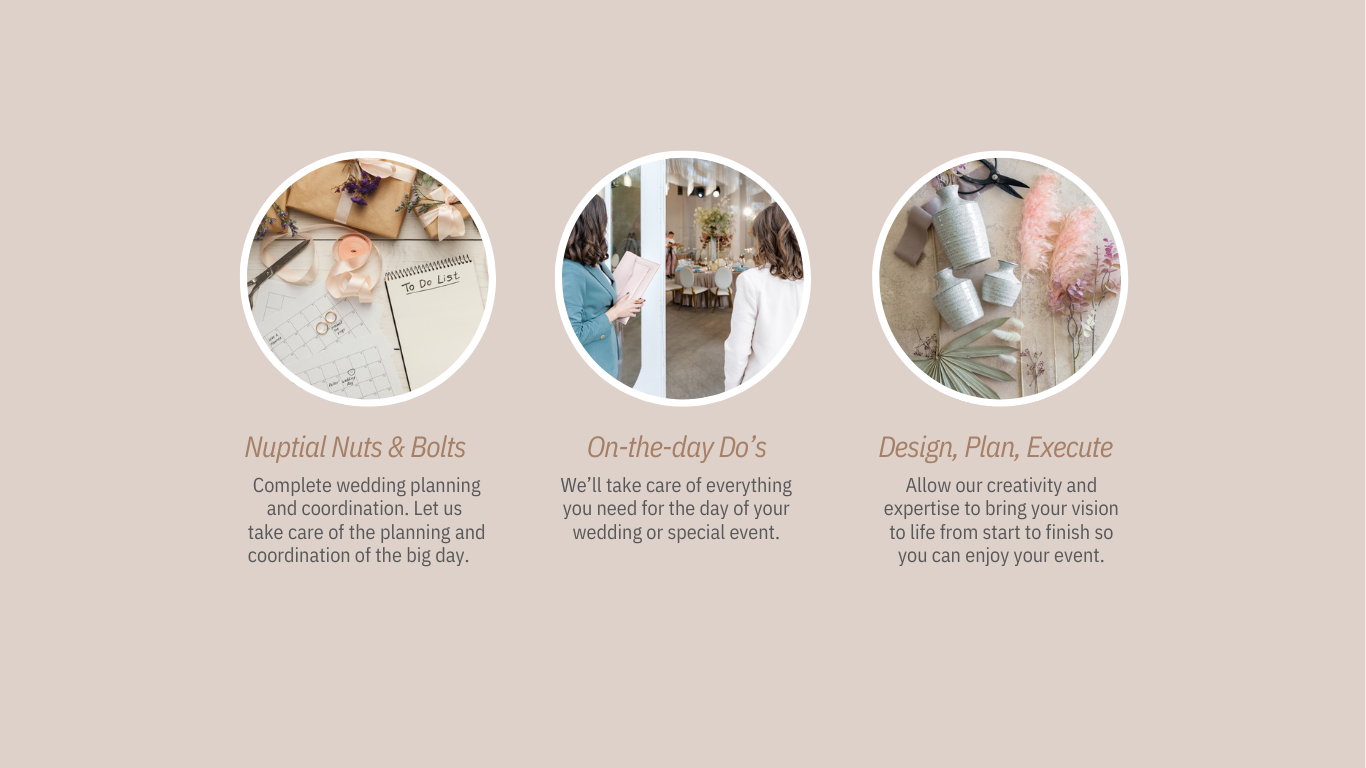 To Do List
Nuptial Nuts & Bolts
Complete wedding planning
and coordination. Let us
take care of the planning and
coordination of the big day.
On-the-day Do’s
We’ll take care of everything
you need for the day of your
wedding or special event.
Design, Plan, Execute
Allow our creativity and
expertise to bring your vision
to life from start to finish so
you can enjoy your event.